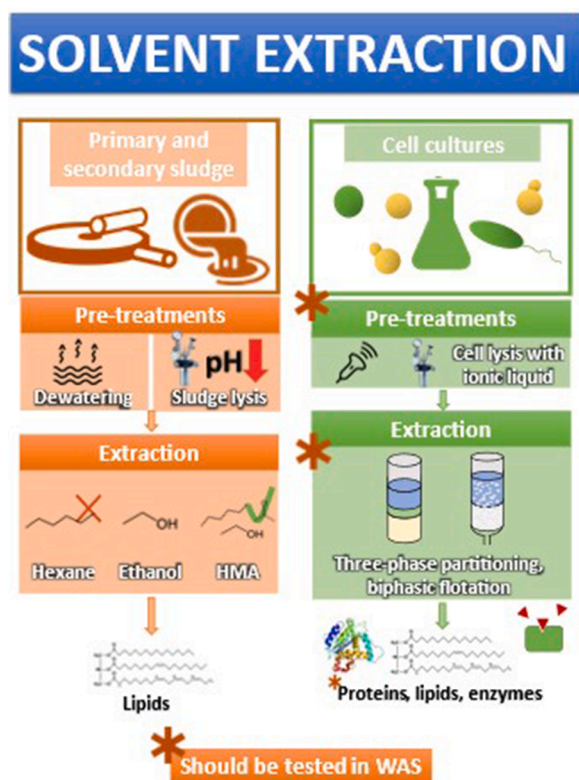 SOLVENT EXTRACTION
Primary and
secondary sludge
Pre-treatments
Dewatering
pH
Sludge lysis
Extraction
OH
OH
Hexane
Ethanol
HMA
Lipids
Cell cultures
Pre-treatments
Cell lysis with
ionic liquid
Extraction
Three-phase partitioning,
biphasic flotation
Proteins, lipids, enzymes
Should be tested in WAS